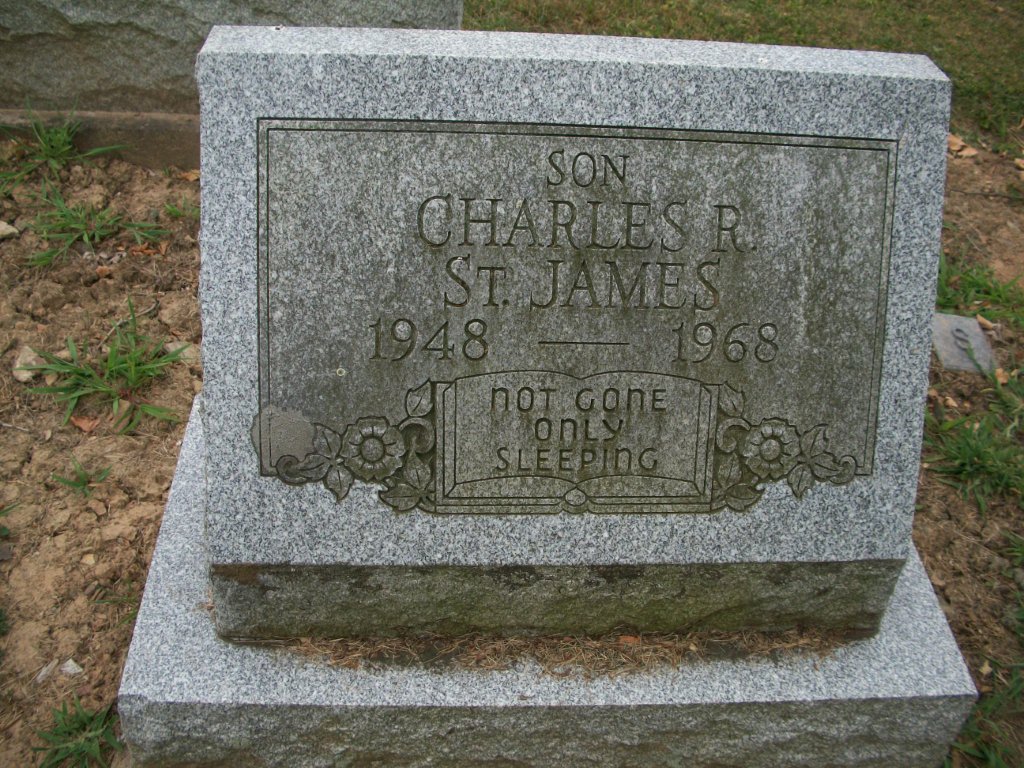 SON
CHARLES R.
ST. JAMES
1948 — 1968
NOT GONE
ONLY
SLEEPING